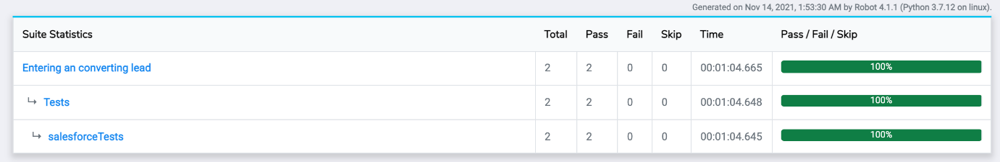 Generated on Nov 14, 2021, 1:53:30 AM by Robot 4.1.1 (Python 3.7.12 on linux).
Suite Statistics Total Pass Fail Skip Time Pass / Fail / Skip
Entering an converting lead 2 2 0 0 00:01:04.665 100%
Tests 2 2 0 0 00:01:04.648 100%
salesforceTests 2 2 0 0 00:01:04.645 100%